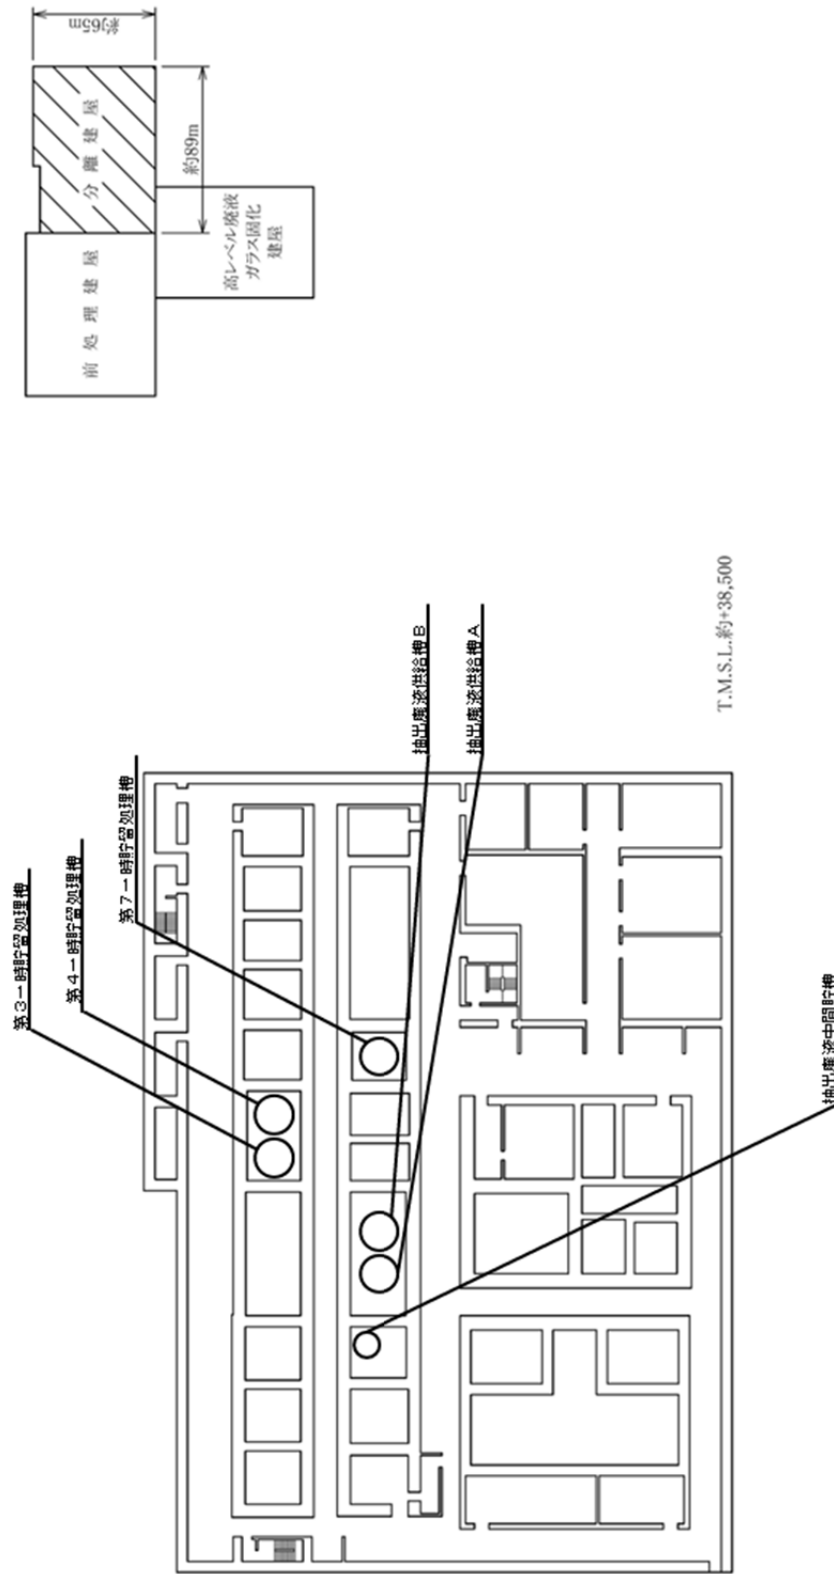 約65m
分離建屋
約89m
前処理建屋
高レベル廃液
ガラス固化
建屋
第3一時貯留処理槽
第4一時貯留処理槽
第7一時貯留処理槽
抽出廃液供給槽B
抽出廃液供給槽A
抽出廃液中間貯槽
T.M.S.L.約+38,500